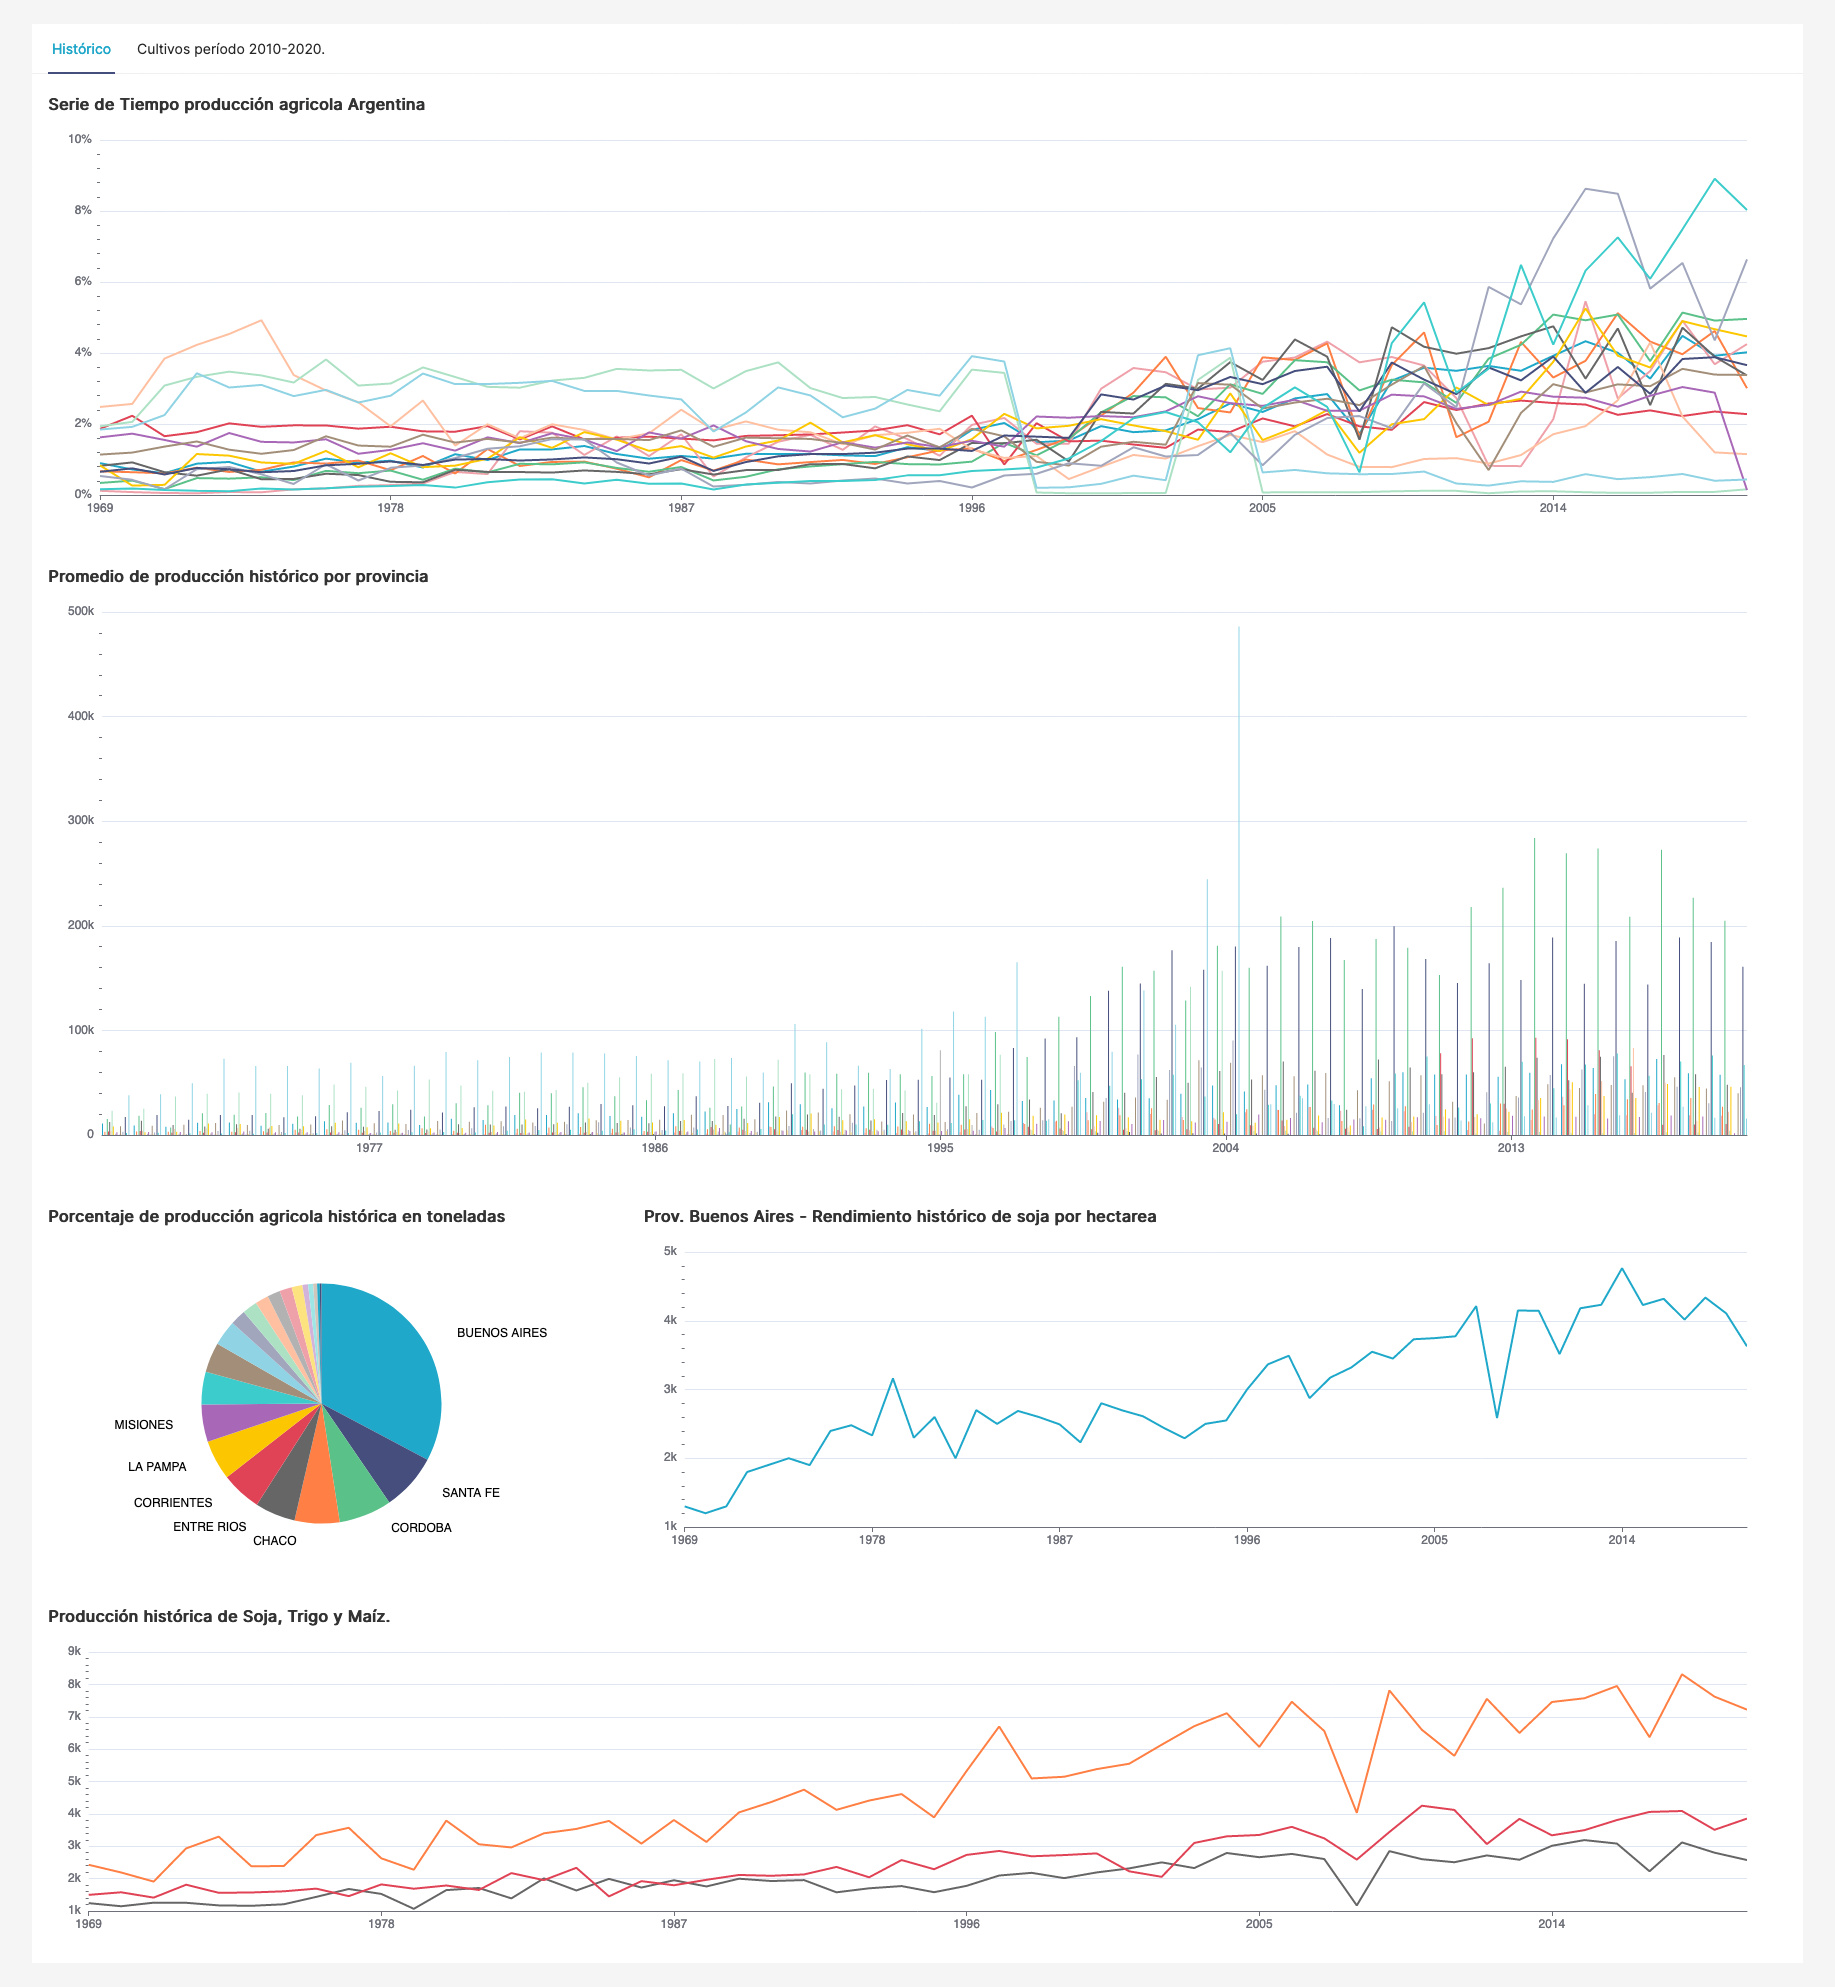 Histórico Cultivos período 2010-2020.
Serie de Tiempo producción agricola Argentina
10%
8%
6%
4%
2%
0%
1969 1978 1987 1996 2005 2014
Promedio de producción histórico por provincia
500k
400k
300k
200k
100k
0
1977 1986 1995 2004 2013
Porcentaje de producción agricola histórica en toneladas
BUENOS AIRES
MISIONES
LA PAMPA
SANTA FE
CORRIENTES
ENTRE RIOS
CORDOBA
CHACO
Prov. Buenos Aires - Rendimiento histórico de soja por hectarea
5k
4k
3k
2k
1k
1969 1978 1987 1996 2005 2014
Producción histórica de Soja, Trigo y Maíz.
9k
8k
7k
6k
5k
4k
3k
2k
1k
1969 1978 1987 1996 2005 2014